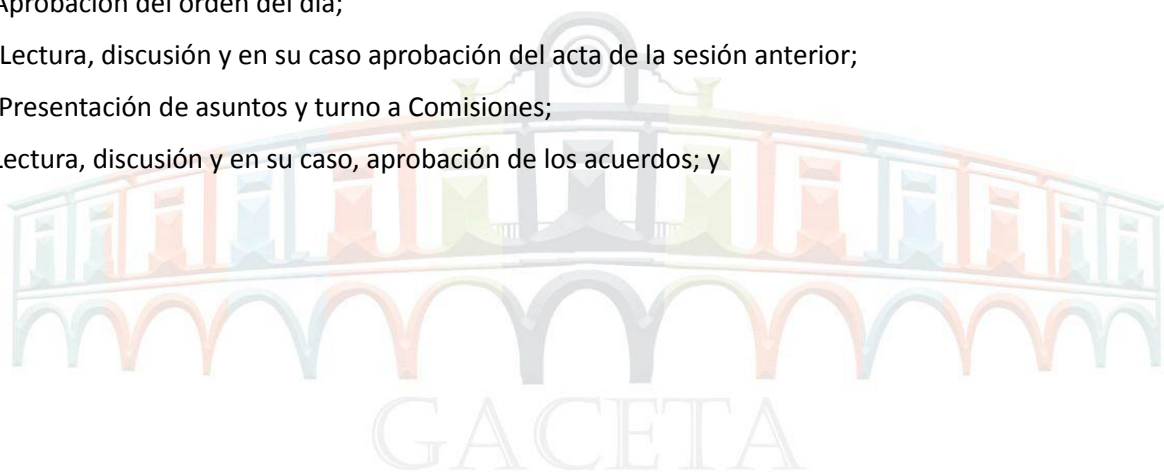 Aprobación del orden del día;
Lectura, discusión y en su caso aprobación del acta de la sesión anterior;
Presentación de asuntos y turno a Comisiones;
Lectura, discusión y en su caso, aprobación de los acuerdos; y
GACETA